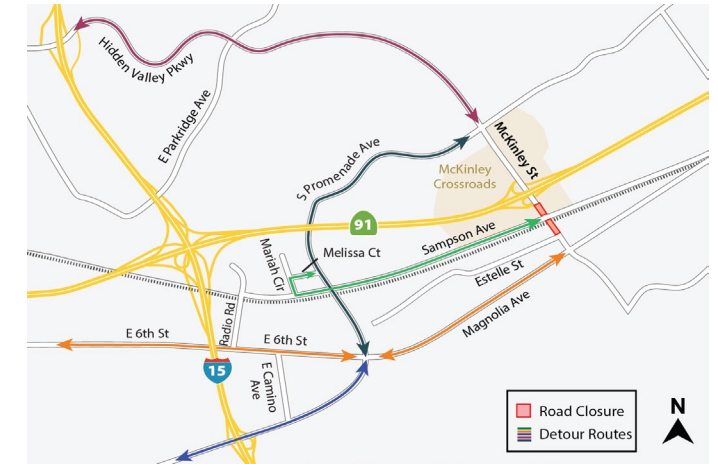 Hidden Valley Pkwy
E Parkridge Ave
S Promenade Ave
McKinley St
McKinley
Crossroads
91
Sampson Ave
Mariah Cir
Melissa Ct
Estelle St
Magnolia Ave
Radio Rd
E 6th St
E 6th St
15
E Camino
Ave
Road Closure
Detour Routes
N